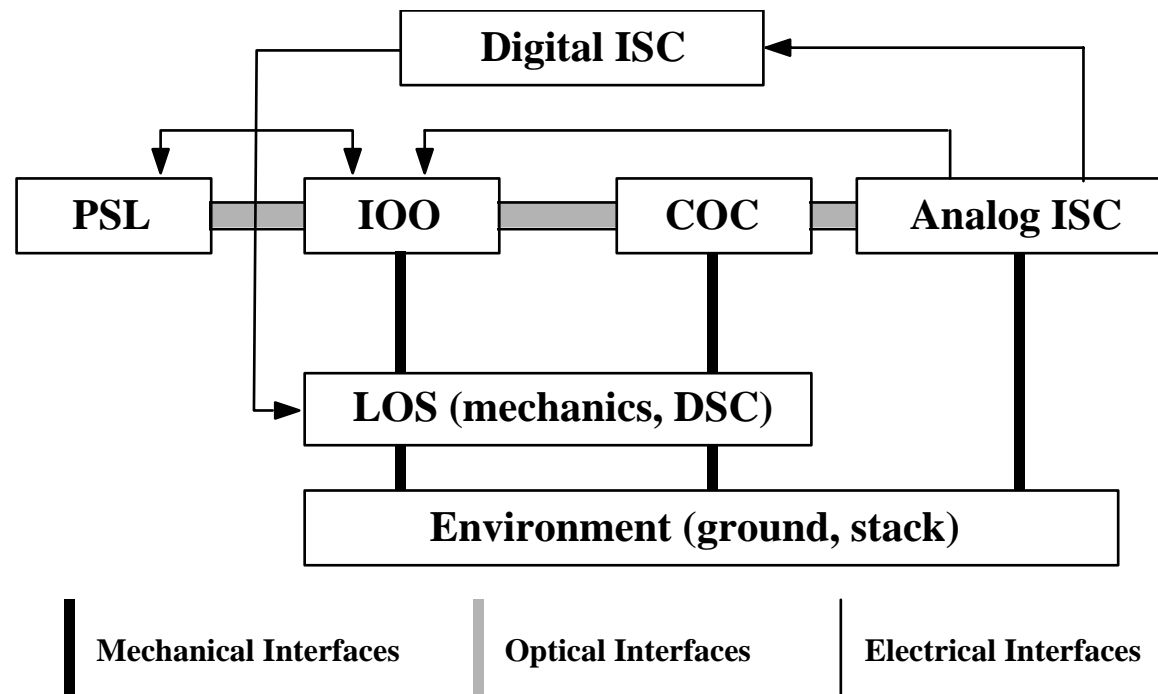 Digital ISC
PSL
IOO
COC
Analog ISC
LOS (mechanics, DSC)
Environment (ground, stack)
Mechanical Interfaces
Optical Interfaces
Electrical Interfaces